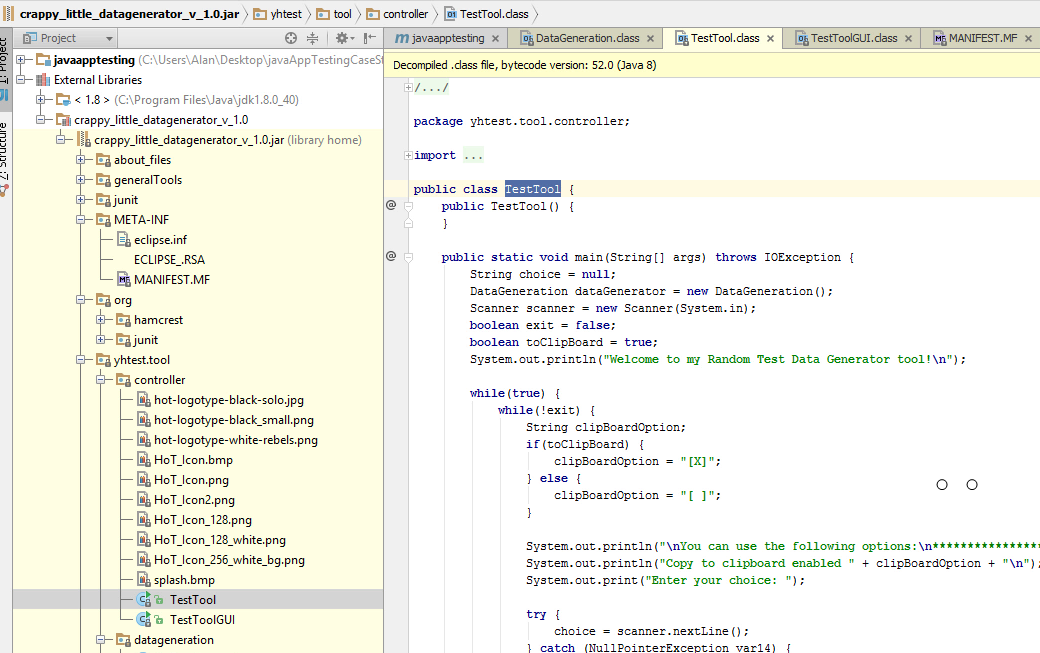 crappy_little_datagenerator_v_1.0.jar yhtest tool controller TestTool.class
Project
javaapptesting DataGeneration.class TestTool.class TestToolGUI.class MANIFEST.MF
1: Project
7: Structure
javaapptesting (C:\Users\Alan\Desktop\javaAppTestingCaseSt
External Libraries
< 1.8 > (C:\Program Files\Java\jdk1.8.0_40)
crappy_little_datagenerator_v_1.0
crappy_little_datagenerator_v_1.0.jar (library home)
about_files
generalTools
junit
META-INF
eclipse.inf
ECLIPSE_.RSA
MANIFEST.MF
org
hamcrest
junit
yhtest.tool
controller
hot-logotype-black-solo.jpg
hot-logotype-black_small.png
hot-logotype-white-rebels.png
HoT_Icon.bmp
HoT_Icon.png
HoT_Icon2.png
HoT_Icon_128.png
HoT_Icon_128_white.png
HoT_Icon_256_white_bg.png
splash.bmp
TestTool
TestToolGUI
datageneration
Decompiled .class file, bytecode version: 52.0 (Java 8)
/.../
package yhtest.tool.controller;
import ...
public class TestTool {
public TestTool() {
}
public static void main(String[] args) throws IOException {
String choice = null;
DataGeneration dataGenerator = new DataGeneration();
Scanner scanner = new Scanner(System.in);
boolean exit = false;
boolean toClipBoard = true;
System.out.println("Welcome to my Random Test Data Generator tool!\n");
while(true) {
while(!exit) {
String clipBoardOption;
if(toClipBoard) {
clipBoardOption = "[X]";
} else {
clipBoardOption = "[ ]";
}
System.out.println("\nYou can use the following options:\n****************
System.out.println("Copy to clipboard enabled " + clipBoardOption + "\n");
System.out.print("Enter your choice: ");
try {
choice = scanner.nextLine();
} catch (NullPointerException var14) {